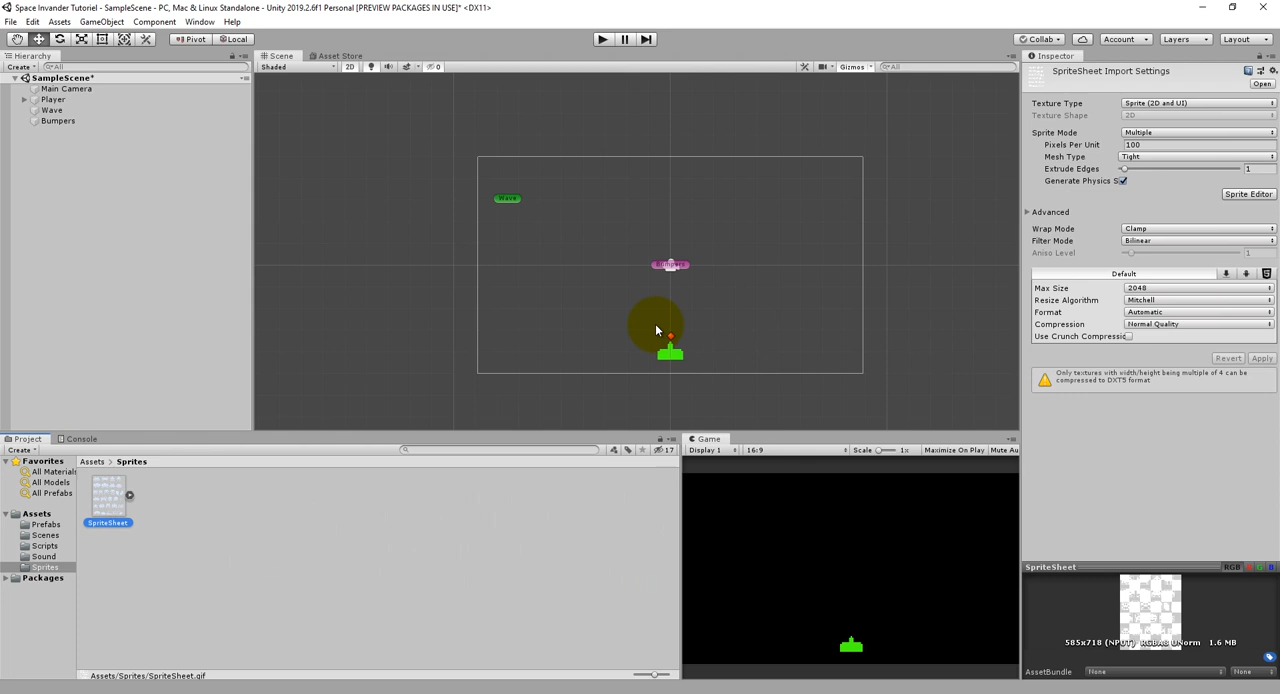 Space Invander Tutoriel - SampleScene - PC, Mac & Linux Standalone - Unity 2019.2.6f1 Personal [PREVIEW PACKAGES IN USE]* <DX11>
File Edit Assets GameObject Component Window Help
Pivot Local Collab Account Layers Layout
Hierarchy
Create All
SampleScene*
Main Camera
Player
Wave
Bumpers
Scene Asset Store
Shaded 2D 0 Gizmos All
Wave
Bumpers
Inspector
SpriteSheet Import Settings
Open
Texture Type Sprite (2D and UI)
Texture Shape 2D
Sprite Mode Multiple
Pixels Per Unit 100
Mesh Type Tight
Extrude Edges 1
Generate Physics S
Sprite Editor
Advanced
Wrap Mode Clamp
Filter Mode Bilinear
Aniso Level 1
Default
Max Size 2048
Resize Algorithm Mitchell
Format Automatic
Compression Normal Quality
Use Crunch Compressio
Revert Apply
Only textures with width/height being multiple of 4 can be
compressed to DXT5 format
Project Console
Create 17
Favorites
All Materials
All Models
All Prefabs
Assets
Prefabs
Scenes
Scripts
Sound
Sprites
Packages
Assets Sprites
SpriteSheet
Assets/Sprites/SpriteSheet.gif
Game
Display 1 16:9 Scale 1x Maximize On Play Mute Au
SpriteSheet RGB
585x718 (NPOT) RGBA8 UNorm 1.6 MB
AssetBundle None None